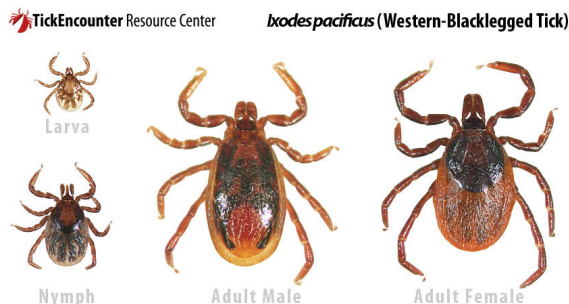 TickEncounter Resource Center
Ixodes pacificus (Western-Blacklegged Tick)
Larva
Nymph
Adult Male
Adult Female